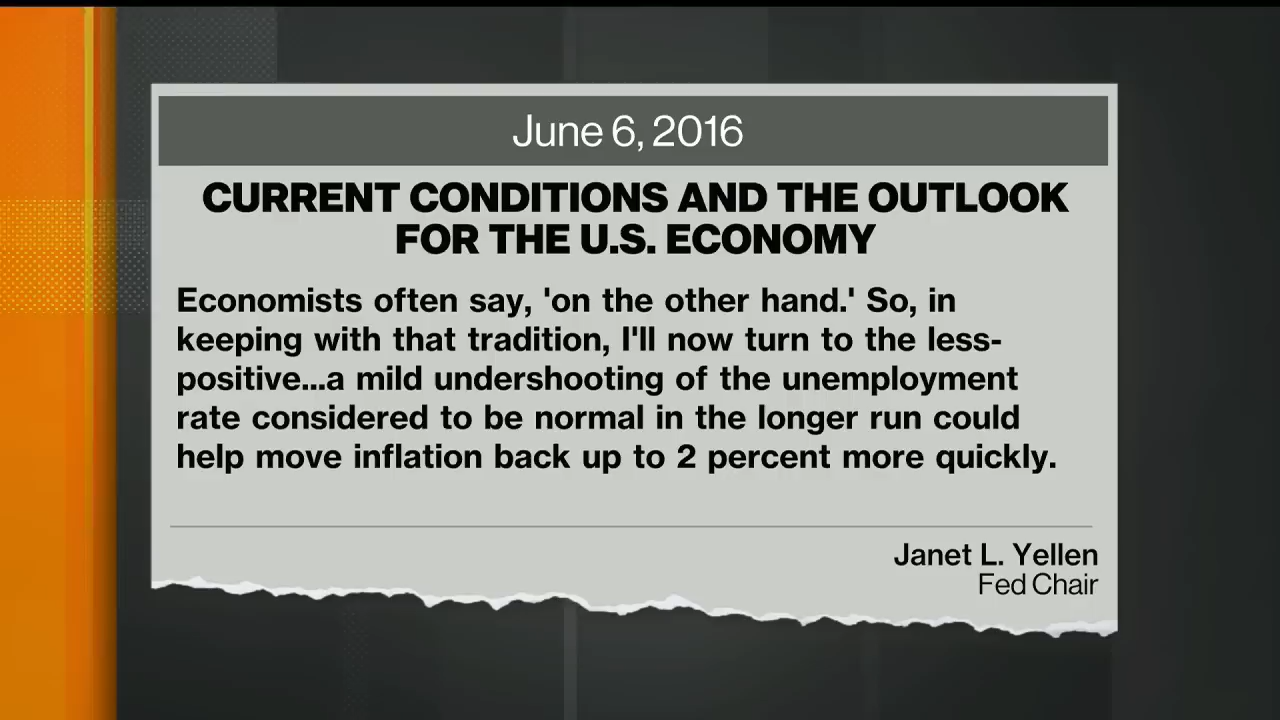 June 6, 2016
CURRENT CONDITIONS AND THE OUTLOOK
FOR THE U.S. ECONOMY
Economists often say, 'on the other hand.' So, in
keeping with that tradition, I'll now turn to the less-
positive...a mild undershooting of the unemployment
rate considered to be normal in the longer run could
help move inflation back up to 2 percent more quickly.
Janet L. Yellen
Fed Chair